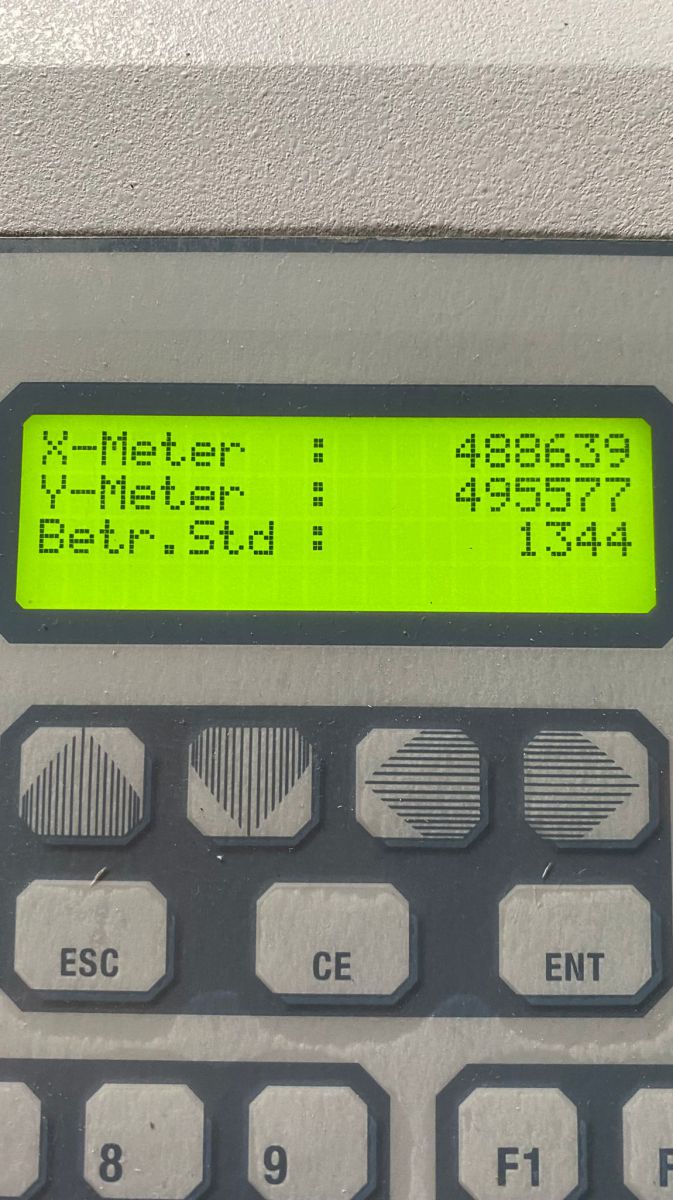 X-Meter : 488639
Y-Meter : 495577
Betr.Std : 1344
ESC CE ENT
8 9 F1